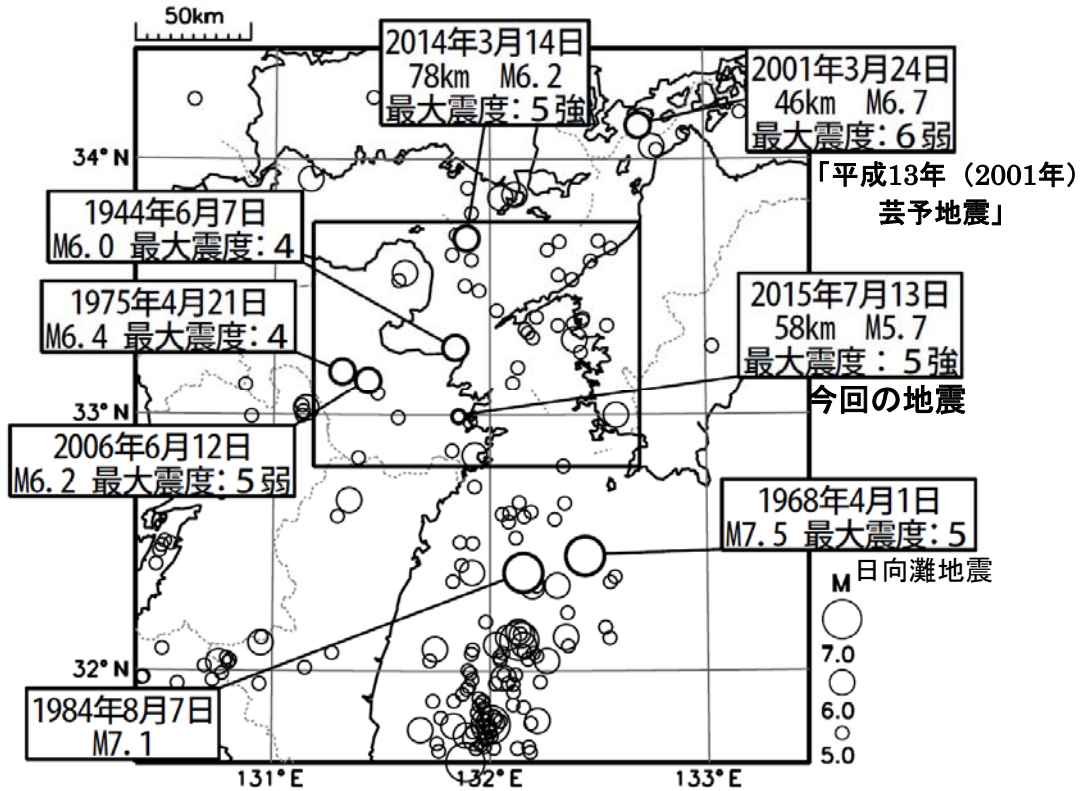 50km
2014年3月14日
78km M6.2
最大震度:5強
2001年3月24日
46km M6.7
最大震度:6弱
「平成13年（2001年）
芸予地震」
34°N
1944年6月7日
M6.0 最大震度:4
1975年4月21日
M6.4 最大震度:4
2015年7月13日
58km M5.7
最大震度：5強
今回の地震
33°N
2006年6月12日
M6.2 最大震度:5弱
1968年4月1日
M7.5 最大震度:5
日向灘地震
M
7.0
6.0
5.0
32°N
1984年8月7日
M7.1
131°E
132°E
133°E